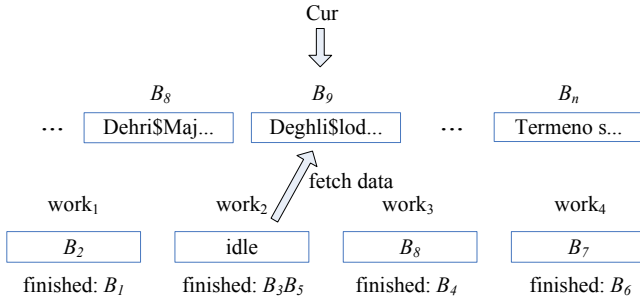 Cur
B8 B9 Bn
... Dehri$Maj... Deghli$lod... ... Termeno s...
fetch data
work1 work2 work3 work4
B2 idle B8 B7
finished: B1 finished: B3B5 finished: B4 finished: B6